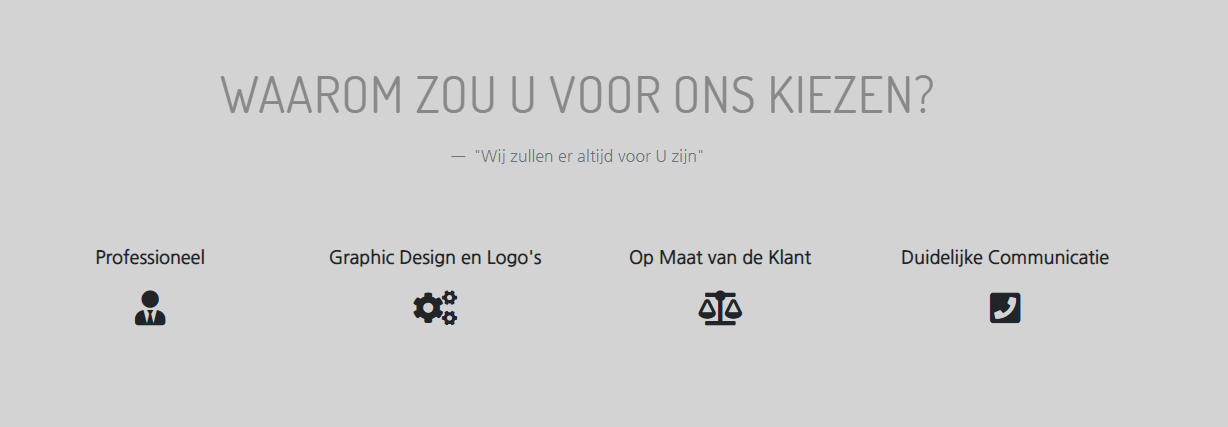 WAAROM ZOU U VOOR ONS KIEZEN?
— "Wij zullen er altijd voor U zijn"
Professioneel
Graphic Design en Logo's
Op Maat van de Klant
Duidelijke Communicatie